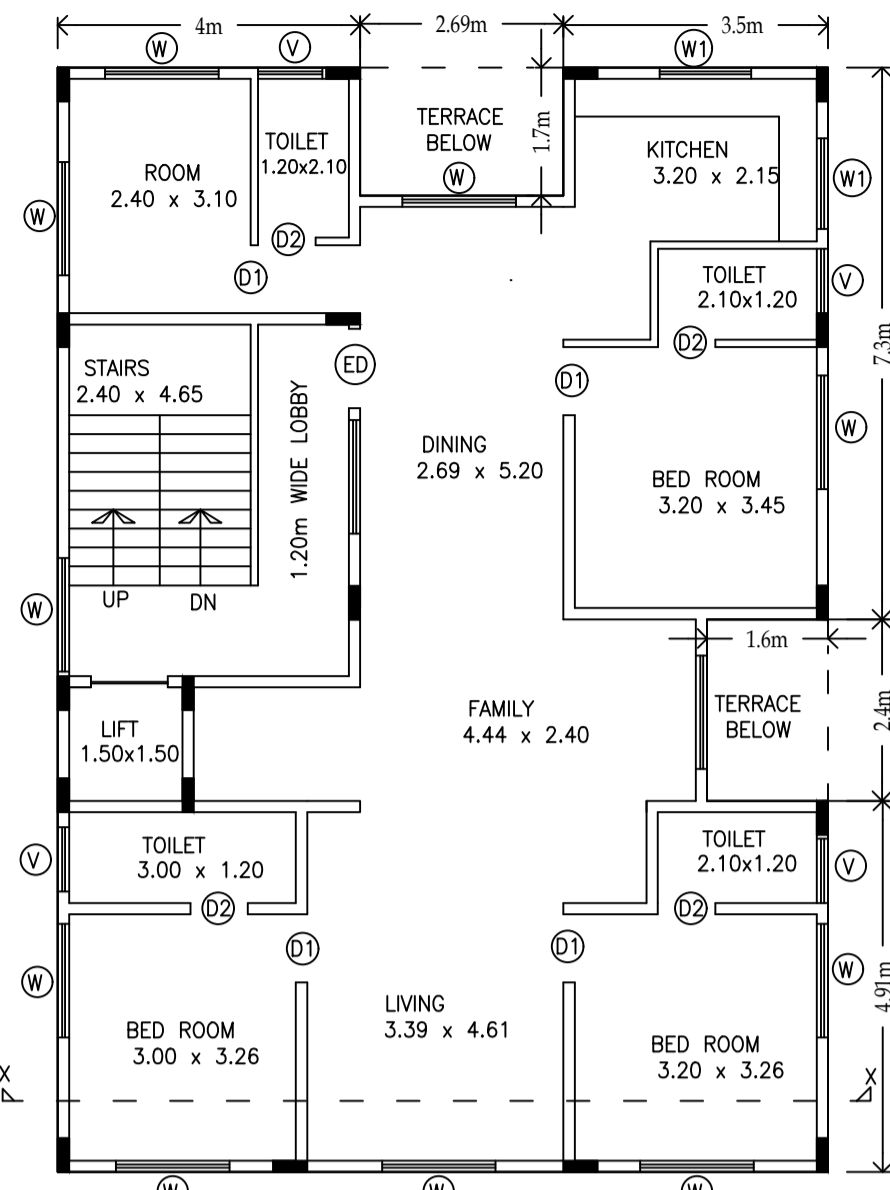 4m
2.69m
3.5m
W
V
W1
TERRACE
BELOW
1.7m
W
TOILET
1.20x2.10
ROOM
2.40 x 3.10
KITCHEN
3.20 x 2.15
W1
W
D2
D1
TOILET
2.10x1.20
V
7.3m
D2
STAIRS
2.40 x 4.65
ED
D1
1.20m WIDE LOBBY
DINING
2.69 x 5.20
W
BED ROOM
3.20 x 3.45
UP
DN
W
1.6m
FAMILY
4.44 x 2.40
TERRACE
BELOW
2.4m
LIFT
1.50x1.50
TOILET
3.00 x 1.20
V
TOILET
2.10x1.20
V
D2
D2
D1
D1
W
W
4.91m
LIVING
3.39 x 4.61
BED ROOM
3.00 x 3.26
BED ROOM
3.20 x 3.26
X
X
W
W
W